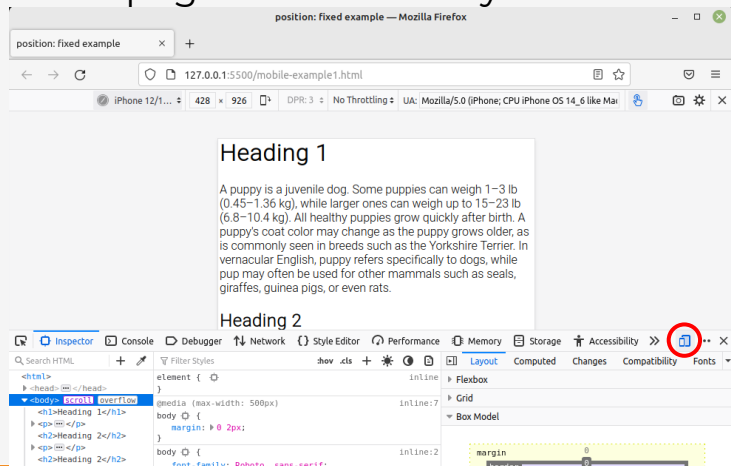 position: fixed example — Mozilla Firefox
position: fixed example × +
127.0.0.1:5500/mobile-example1.html
iPhone 12/1... 428 × 926 DPR: 3 No Throttling UA: Mozilla/5.0 (iPhone; CPU iPhone OS 14_6 like Mac
Heading 1
A puppy is a juvenile dog. Some puppies can weigh 1–3 lb
(0.45–1.36 kg), while larger ones can weigh up to 15–23 lb
(6.8–10.4 kg). All healthy puppies grow quickly after birth. A
puppy's coat color may change as the puppy grows older, as
is commonly seen in breeds such as the Yorkshire Terrier. In
vernacular English, puppy refers specifically to dogs, while
pup may often be used for other mammals such as seals,
giraffes, guinea pigs, or even rats.
Heading 2
Inspector Console Debugger Network {} Style Editor Performance Memory Storage Accessibility
Search HTML + Filter Styles :hov .cls + Layout Computed Changes Compatibility Fonts
<html>
<head> </head>
<body> scroll overflow
<h1>Heading 1</h1>
<p> </p>
<h2>Heading 2</h2>
<p> </p>
<h2>Heading 2</h2>
element { inline
}
@media (max-width: 500px) inline:7
body {
margin: 0 2px;
}
body { inline:2
font-family: Roboto, sans-serif;
Flexbox
Grid
Box Model
margin 0
border 0